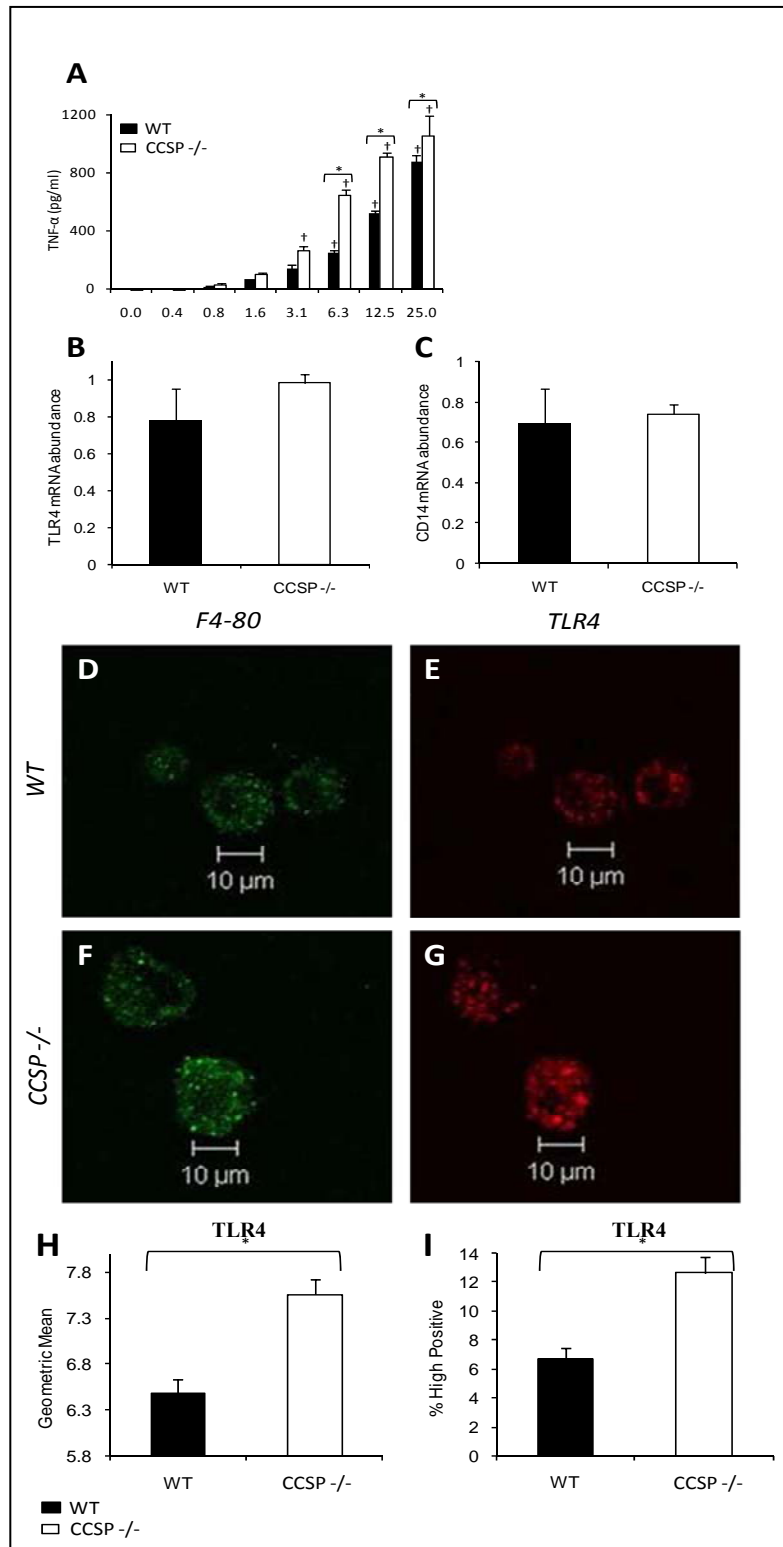 A
WT
CCSP -/-
* * *
† † † † † † †
TNF-α (pg/ml)
1200
800
400
0
0.0 0.4 0.8 1.6 3.1 6.3 12.5 25.0
B
TLR4 mRNA abundance
1
0.8
0.6
0.4
0.2
0
WT CCSP -/-
C
CD14 mRNA abundance
1
0.8
0.6
0.4
0.2
0
WT CCSP -/-
F4-80 TLR4
WT
D
10 µm
E
10 µm
CCSP -/-
F
10 µm
G
10 µm
H
TLR4
*
Geometric Mean
7.8
7.3
6.8
6.3
5.8
WT CCSP -/-
I
TLR4
*
% High Positive
14
12
10
8
6
4
2
0
WT CCSP -/-
WT
CCSP -/-